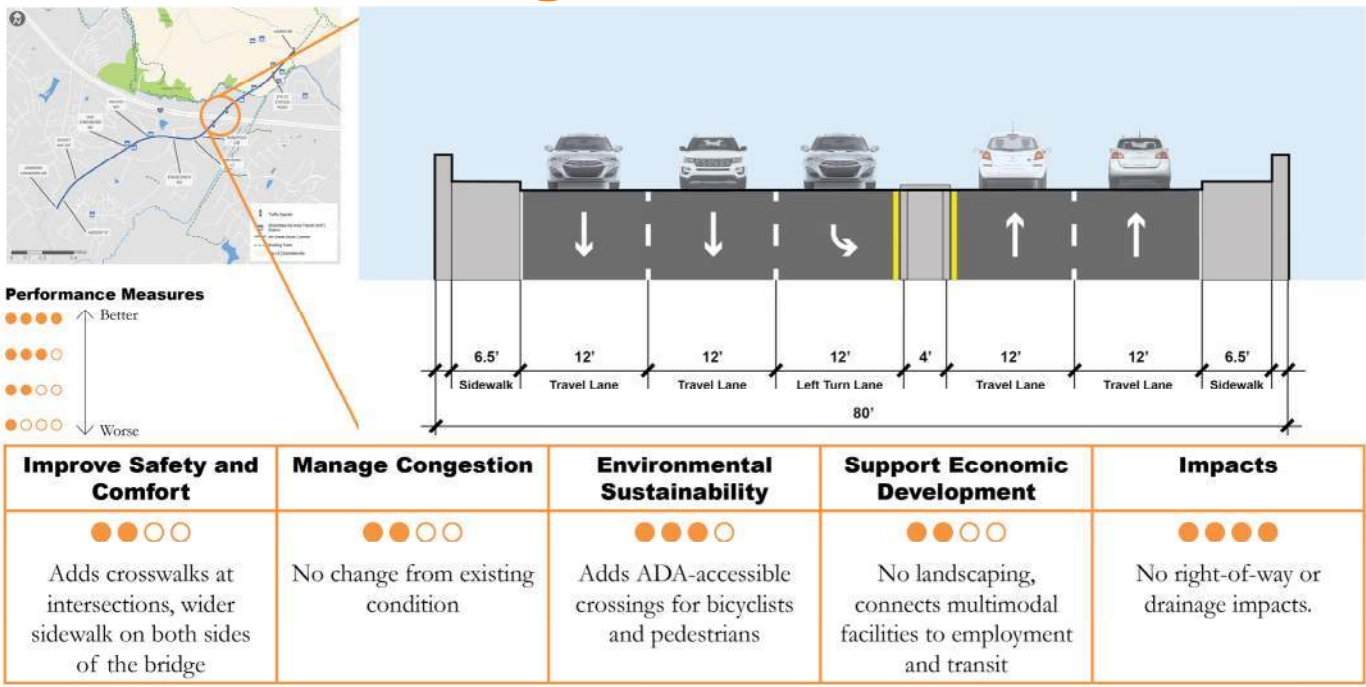 Performance Measures
Better
Worse
6.5'
12'
12'
12'
4'
12'
12'
6.5'
Sidewalk
Travel Lane
Travel Lane
Left Turn Lane
Travel Lane
Travel Lane
Sidewalk
80'
Improve Safety and
Comfort
Manage Congestion
Environmental
Sustainability
Support Economic
Development
Impacts
Adds crosswalks at
intersections, wider
sidewalk on both sides
of the bridge
No change from existing
condition
Adds ADA-accessible
crossings for bicyclists
and pedestrians
No landscaping,
connects multimodal
facilities to employment
and transit
No right-of-way or
drainage impacts.